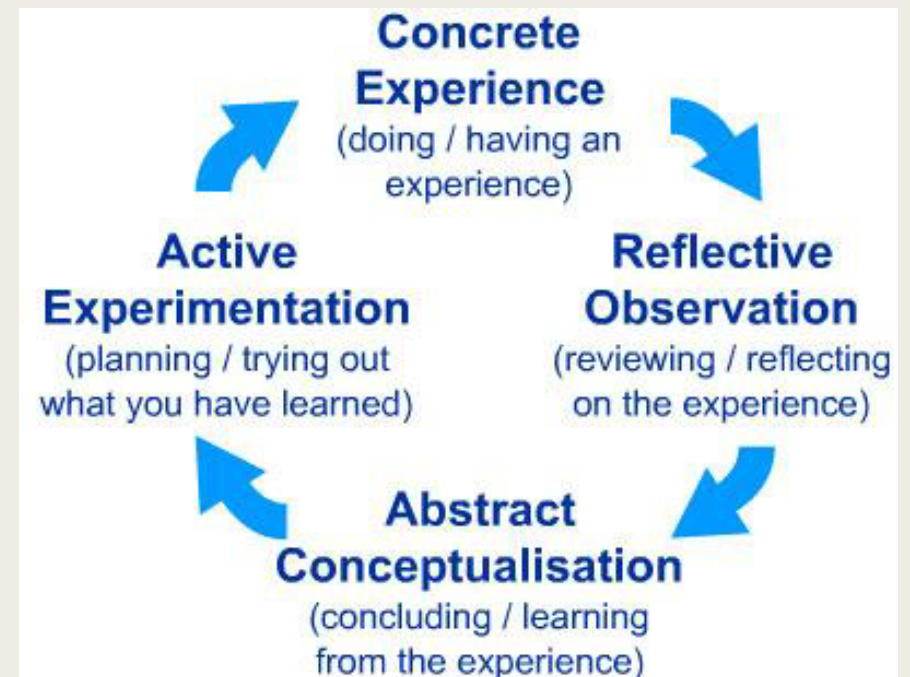 Concrete
Experience
(doing / having an
experience)
Active
Experimentation
(planning / trying out
what you have learned)
Reflective
Observation
(reviewing / reflecting
on the experience)
Abstract
Conceptualisation
(concluding / learning
from the experience)